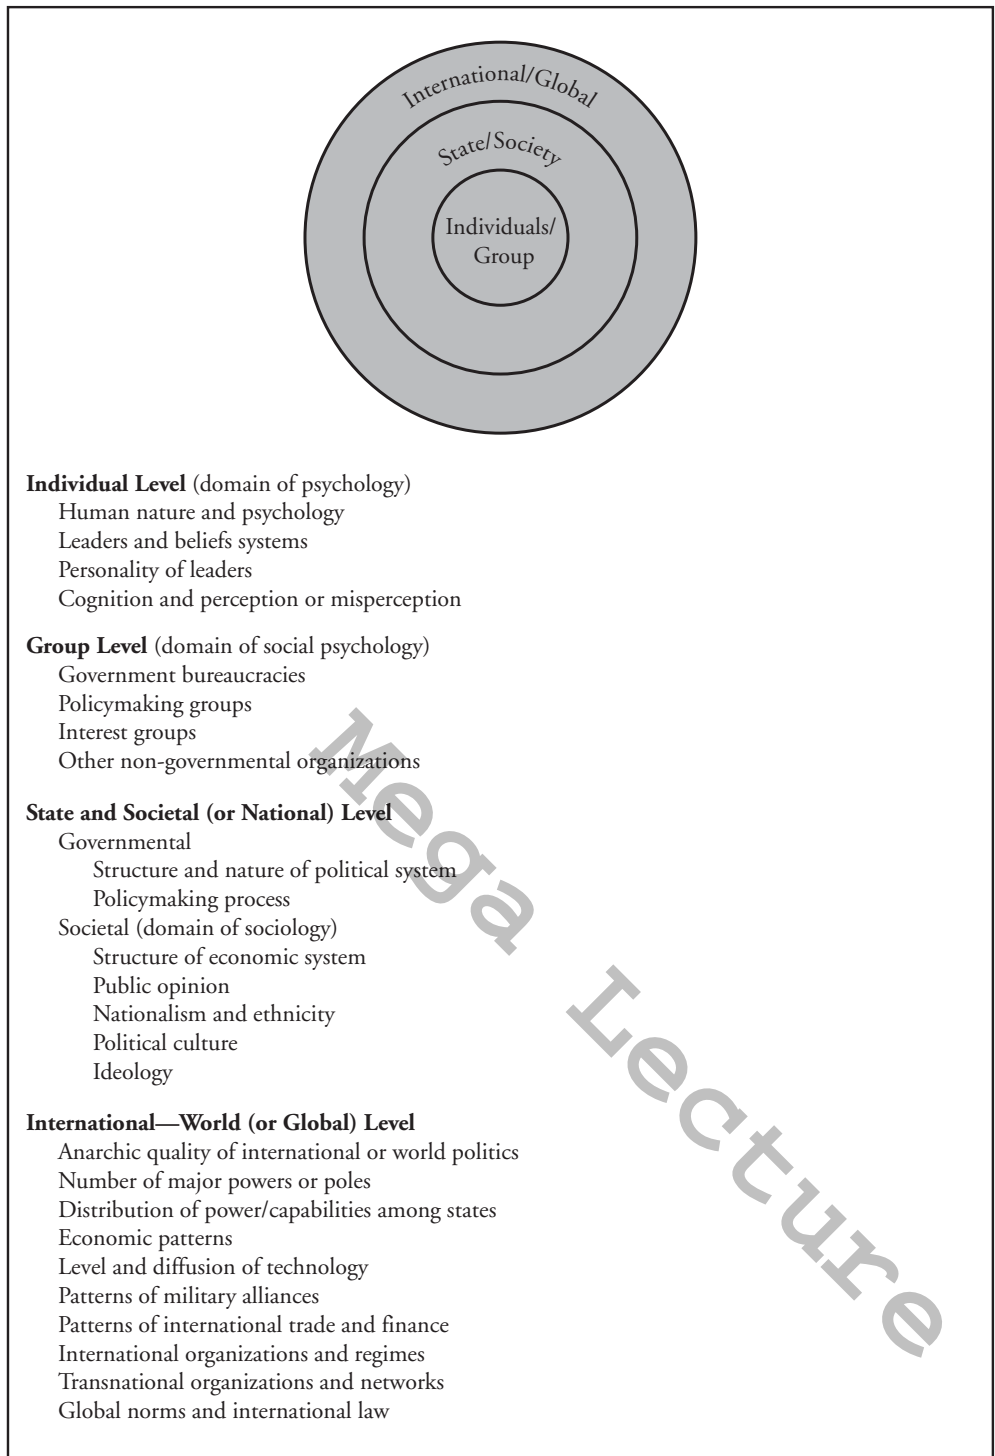 International/Global
State/Society
Individuals/
Group
Individual Level (domain of psychology)
Human nature and psychology
Leaders and beliefs systems
Personality of leaders
Cognition and perception or misperception
Group Level (domain of social psychology)
Government bureaucracies
Policymaking groups
Interest groups
Other non-governmental organizations
State and Societal (or National) Level
Governmental
Structure and nature of political system
Policymaking process
Societal (domain of sociology)
Structure of economic system
Public opinion
Nationalism and ethnicity
Political culture
Ideology
International—World (or Global) Level
Anarchic quality of international or world politics
Number of major powers or poles
Distribution of power/capabilities among states
Economic patterns
Level and diffusion of technology
Patterns of military alliances
Patterns of international trade and finance
International organizations and regimes
Transnational organizations and networks
Global norms and international law
Mega Lecture